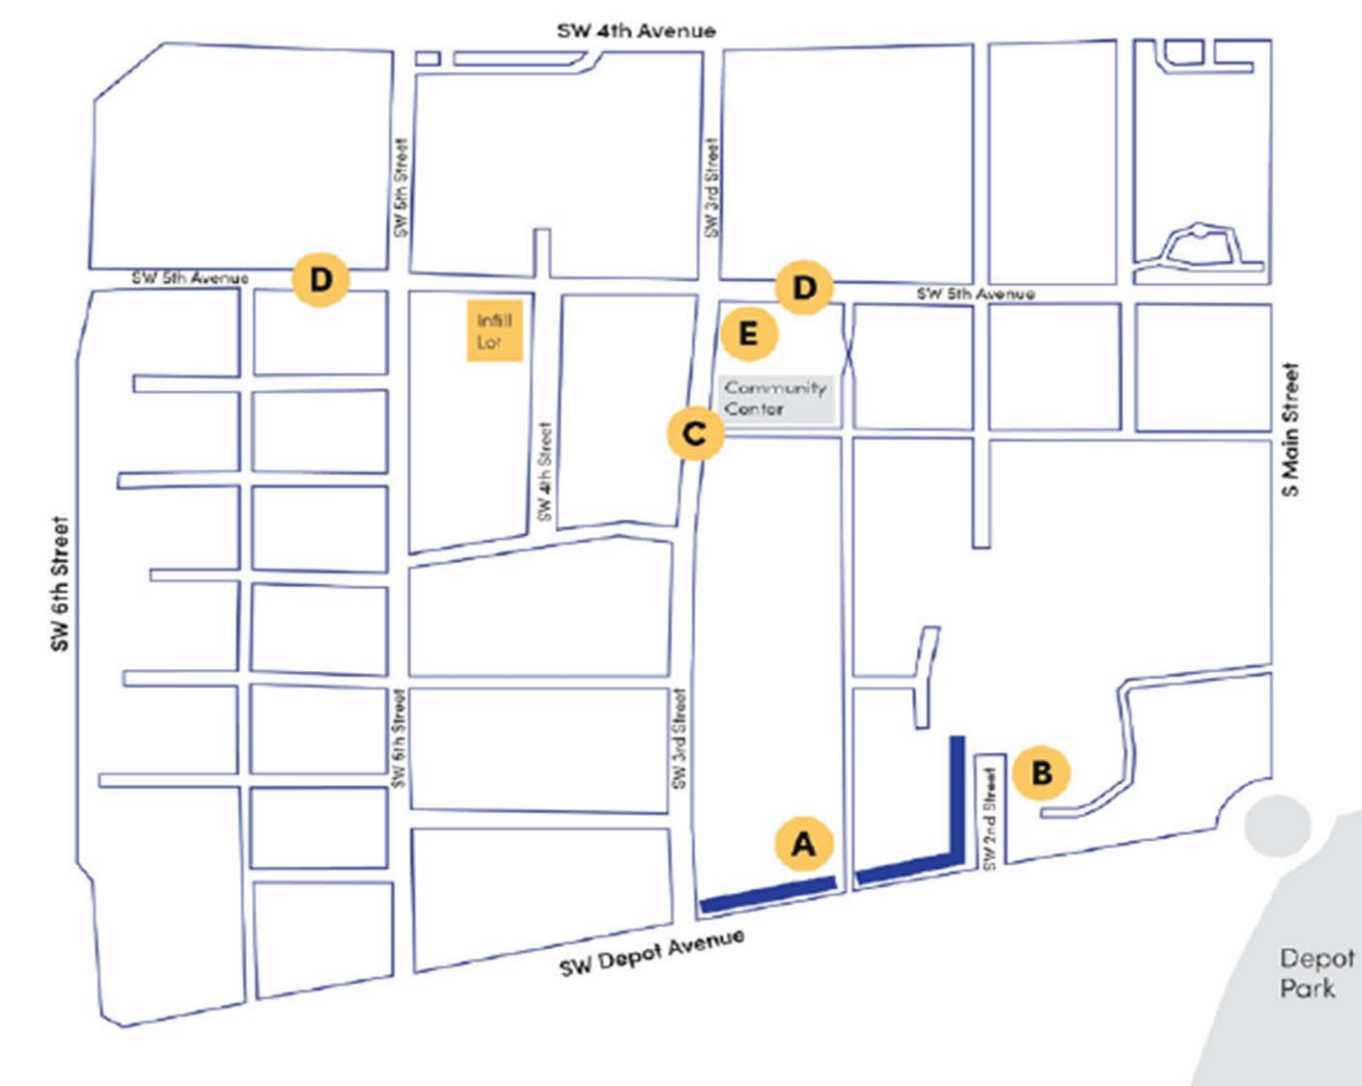 SW 4th Avenue
SW 5th Street
SW 3rd Street
SW 5th Avenue
D
D
SW 5th Avenue
Infill
Lot
E
Community
Center
C
S Main Street
SW 4th Street
SW 6th Street
SW 5th Street
SW 3rd Street
B
SW 2nd Street
A
SW Depot Avenue
Depot
Park